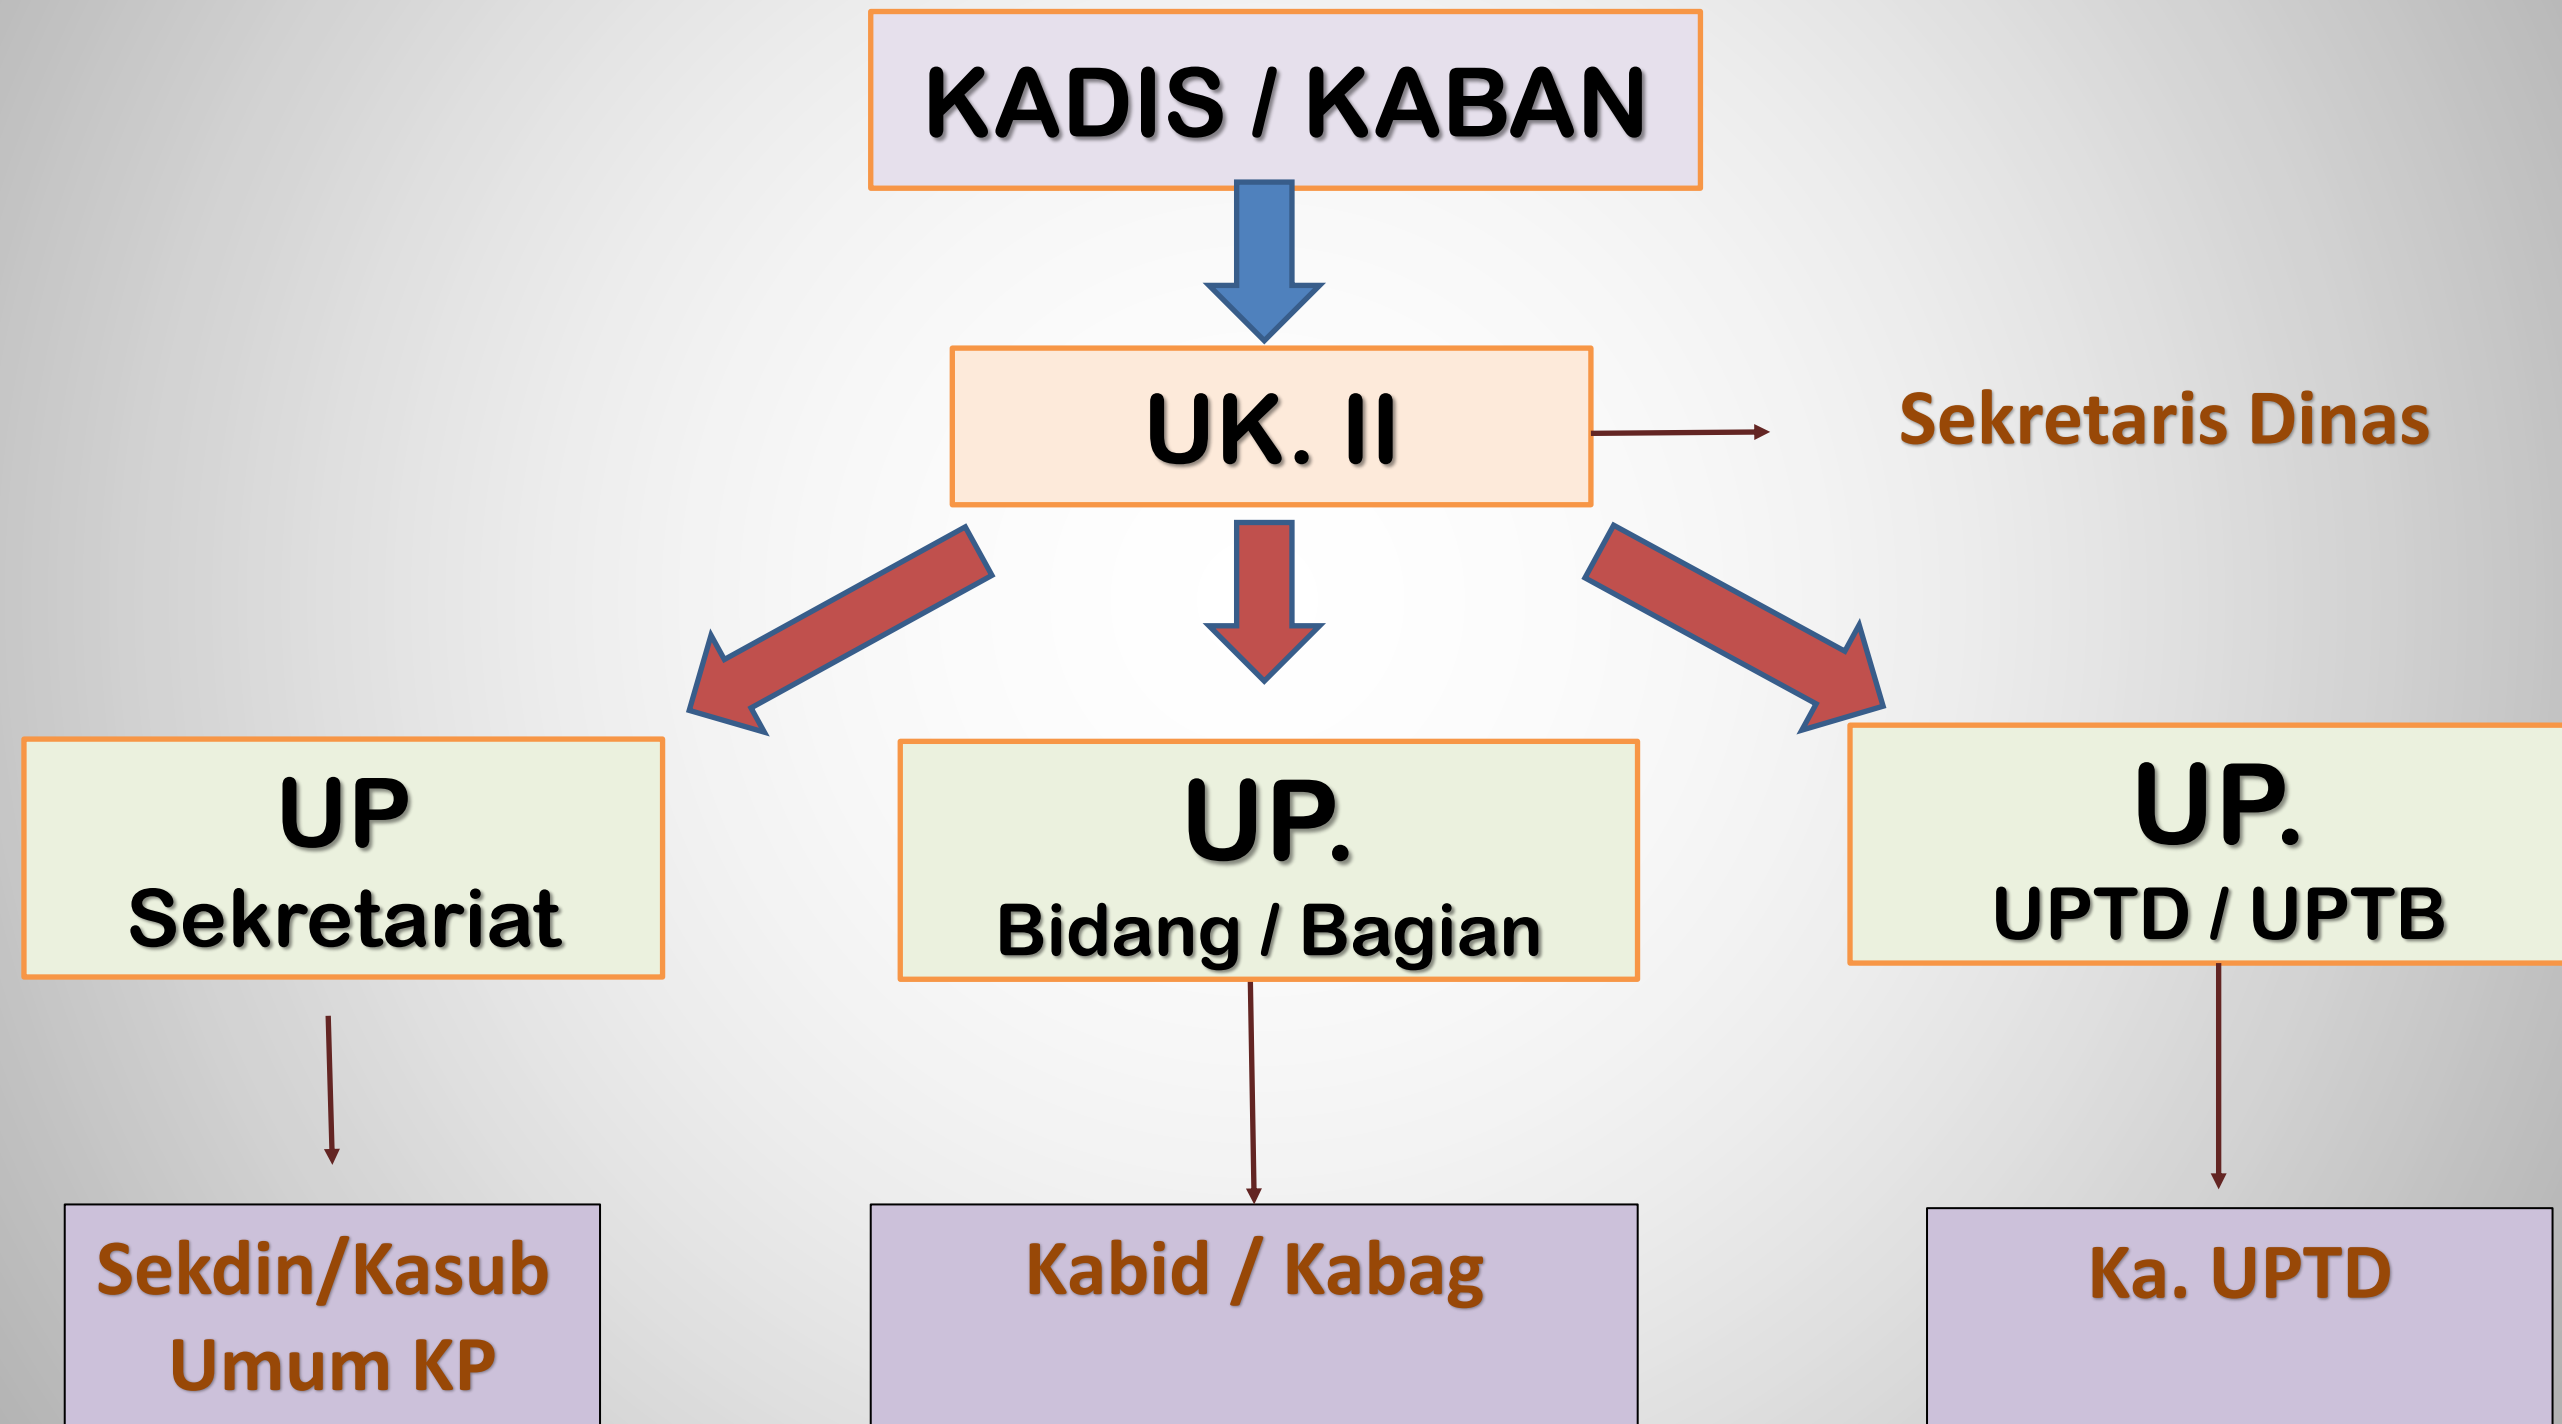 KADIS / KABAN
UK. II
Sekretaris Dinas
UP
Sekretariat
UP.
Bidang / Bagian
UP.
UPTD / UPTB
Sekdin/Kasub
Umum KP
Kabid / Kabag
Ka. UPTD